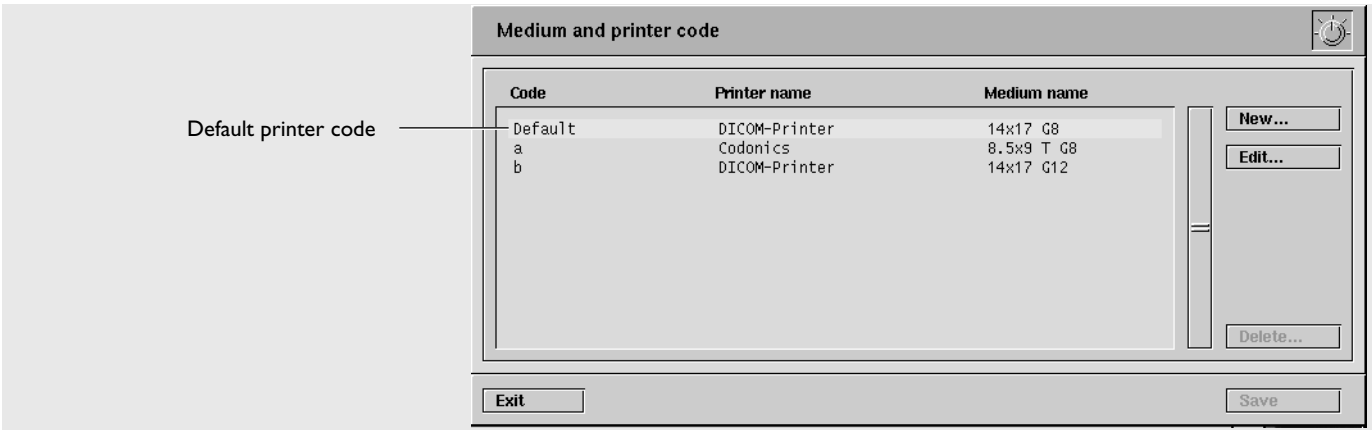 Medium and printer code
Code Printer name Medium name
Default printer code
Default DICOM-Printer 14x17 G8
a Codonics 8.5x9 T G8
b DICOM-Printer 14x17 G12
New...
Edit...
Delete...
Exit
Save